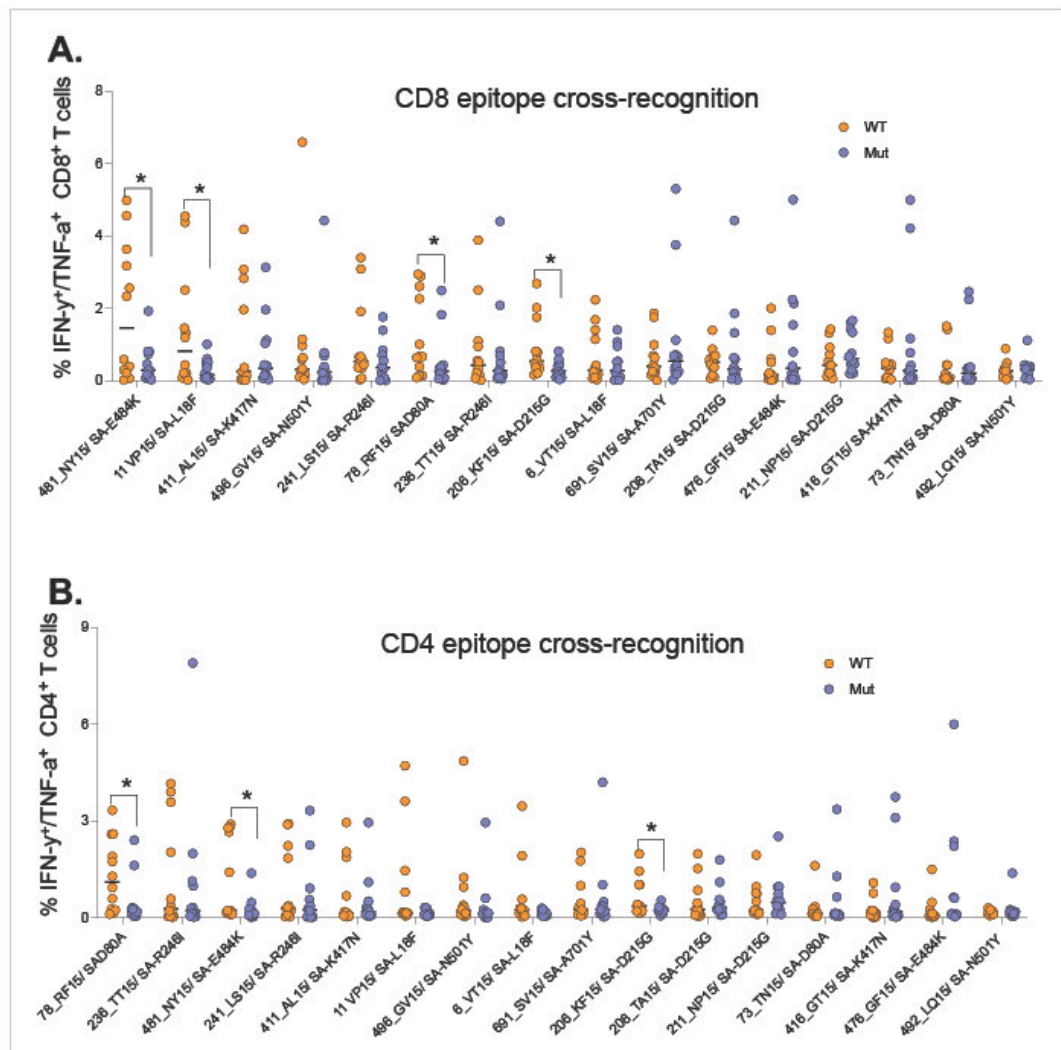 A.
CD8 epitope cross-recognition
% IFN-y⁺/TNF-a⁺ CD8⁺ T cells
8
6
4
2
0
WT
Mut
*
*
*
*
481_NY15/ SA-E484K
11 VP15/ SA-L18F
411_AL15/ SA-K417N
496_GV15/ SA-N501Y
241_LS15/ SA-R246I
78_RF15/ SAD80A
236_TT15/ SA-R246I
206_KF15/ SA-D215G
6_VT15/ SA-L18F
691_SV15/ SA-A701Y
208_TA15/ SA-D215G
476_GF15/ SA-E484K
211_NP15/ SA-D215G
416_GT15/ SA-K417N
73_TN15/ SA-D80A
492_LQ15/ SA-N501Y
B.
CD4 epitope cross-recognition
% IFN-y⁺/TNF-a⁺ CD4⁺ T cells
9
6
3
0
WT
Mut
*
*
*
78_RF15/ SAD80A
236_TT15/ SA-R246I
481_NY15/ SA-E484K
241_LS15/ SA-R246I
411_AL15/ SA-K417N
11 VP15/ SA-L18F
496_GV15/ SA-N501Y
6_VT15/ SA-L18F
691_SV15/ SA-A701Y
206_KF15/ SA-D215G
208_TA15/ SA-D215G
211_NP15/ SA-D215G
73_TN15/ SA-D80A
416_GT15/ SA-K417N
476_GF15/ SA-E484K
492_LQ15/ SA-N501Y